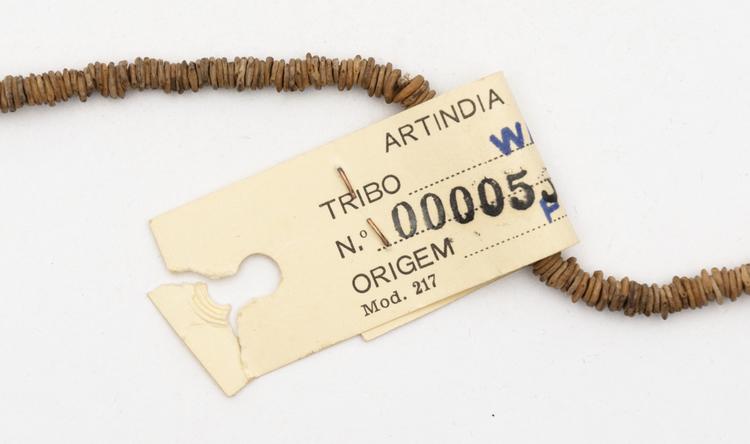 ARTINDIA
TRIBO W
N.º 00005
ORIGEM
Mod. 217